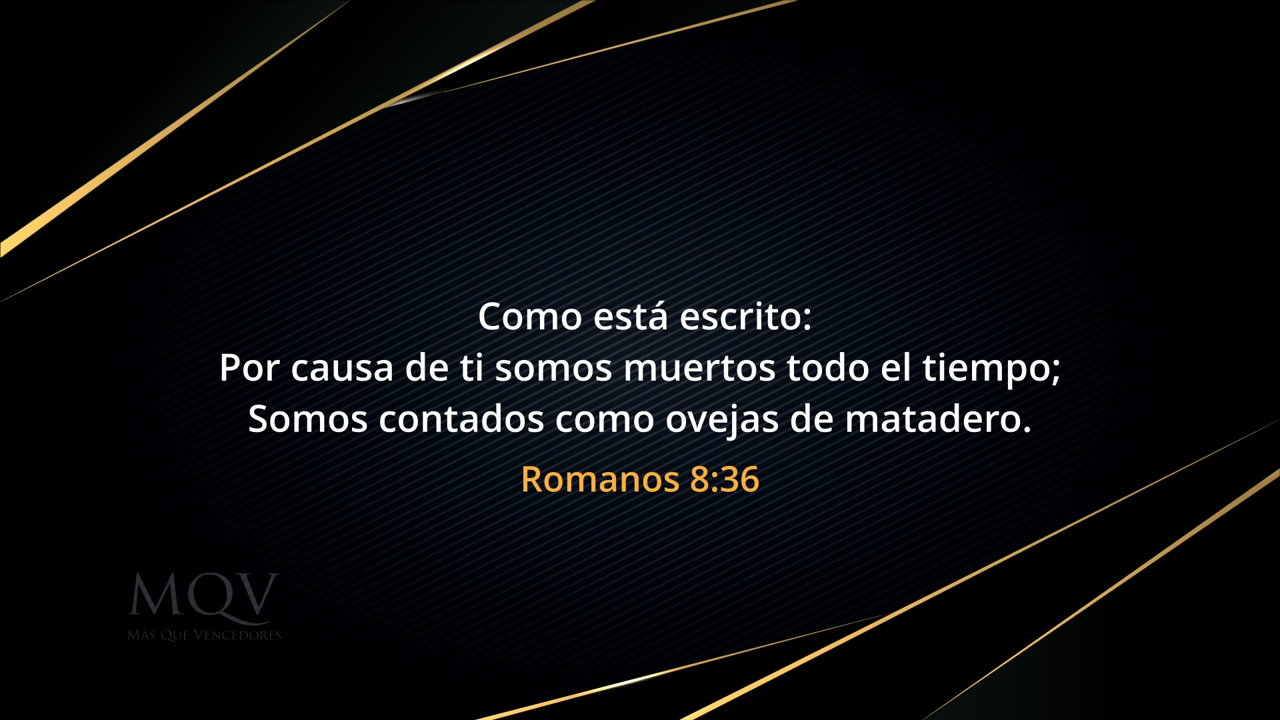 Como está escrito:
Por causa de ti somos muertos todo el tiempo;
Somos contados como ovejas de matadero.
Romanos 8:36
MQV
Más Que Vencedores